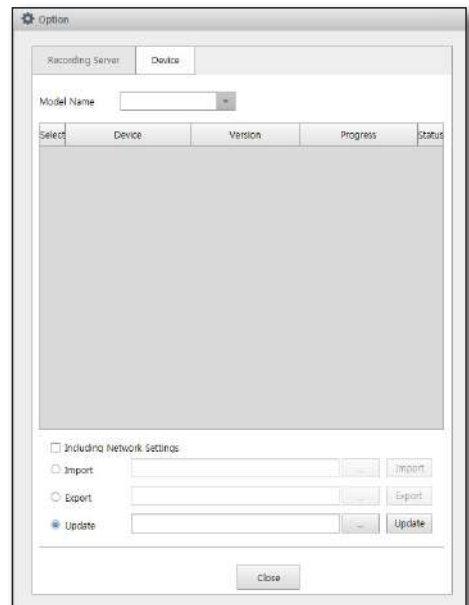 Option
Recording Server Device
Model Name
Select Device Version Progress Status
Including Network Settings
Import ... Import
Export ... Export
Update ... Update
Close